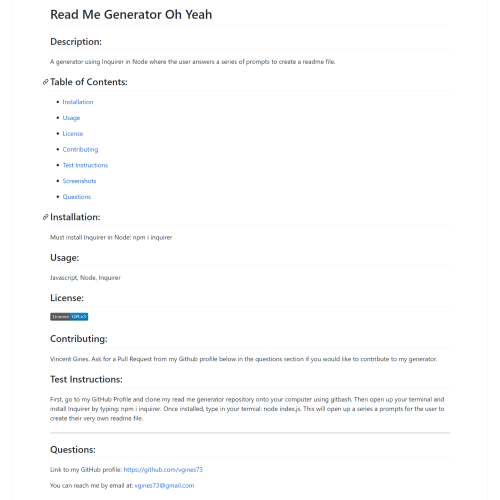 Read Me Generator Oh Yeah
Description:
A generator using Inquirer in Node where the user answers a series of prompts to create a readme file.
Table of Contents:
Installation
Usage
License
Contributing
Test Instructions
Screenshots
Questions
Installation:
Must install Inquirer in Node: npm i inquirer
Usage:
Javascript, Node, Inquirer
License:
License GPLv3
Contributing:
Vincent Gines. Ask for a Pull Request from my Github profile below in the questions section if you would like to contribute to my generator.
Test Instructions:
First, go to my GitHub Profile and clone my read me generator repository onto your computer using gitbash. Then open up your terminal and
install Inquirer by typing: npm i inquirer. Once installed, type in your termial: node index.js. This will open up a series a prompts for the user to
create their very own readme file.
Questions:
Link to my GitHub profile: https://github.com/vgines73
You can reach me by email at: vgines73@gmail.com